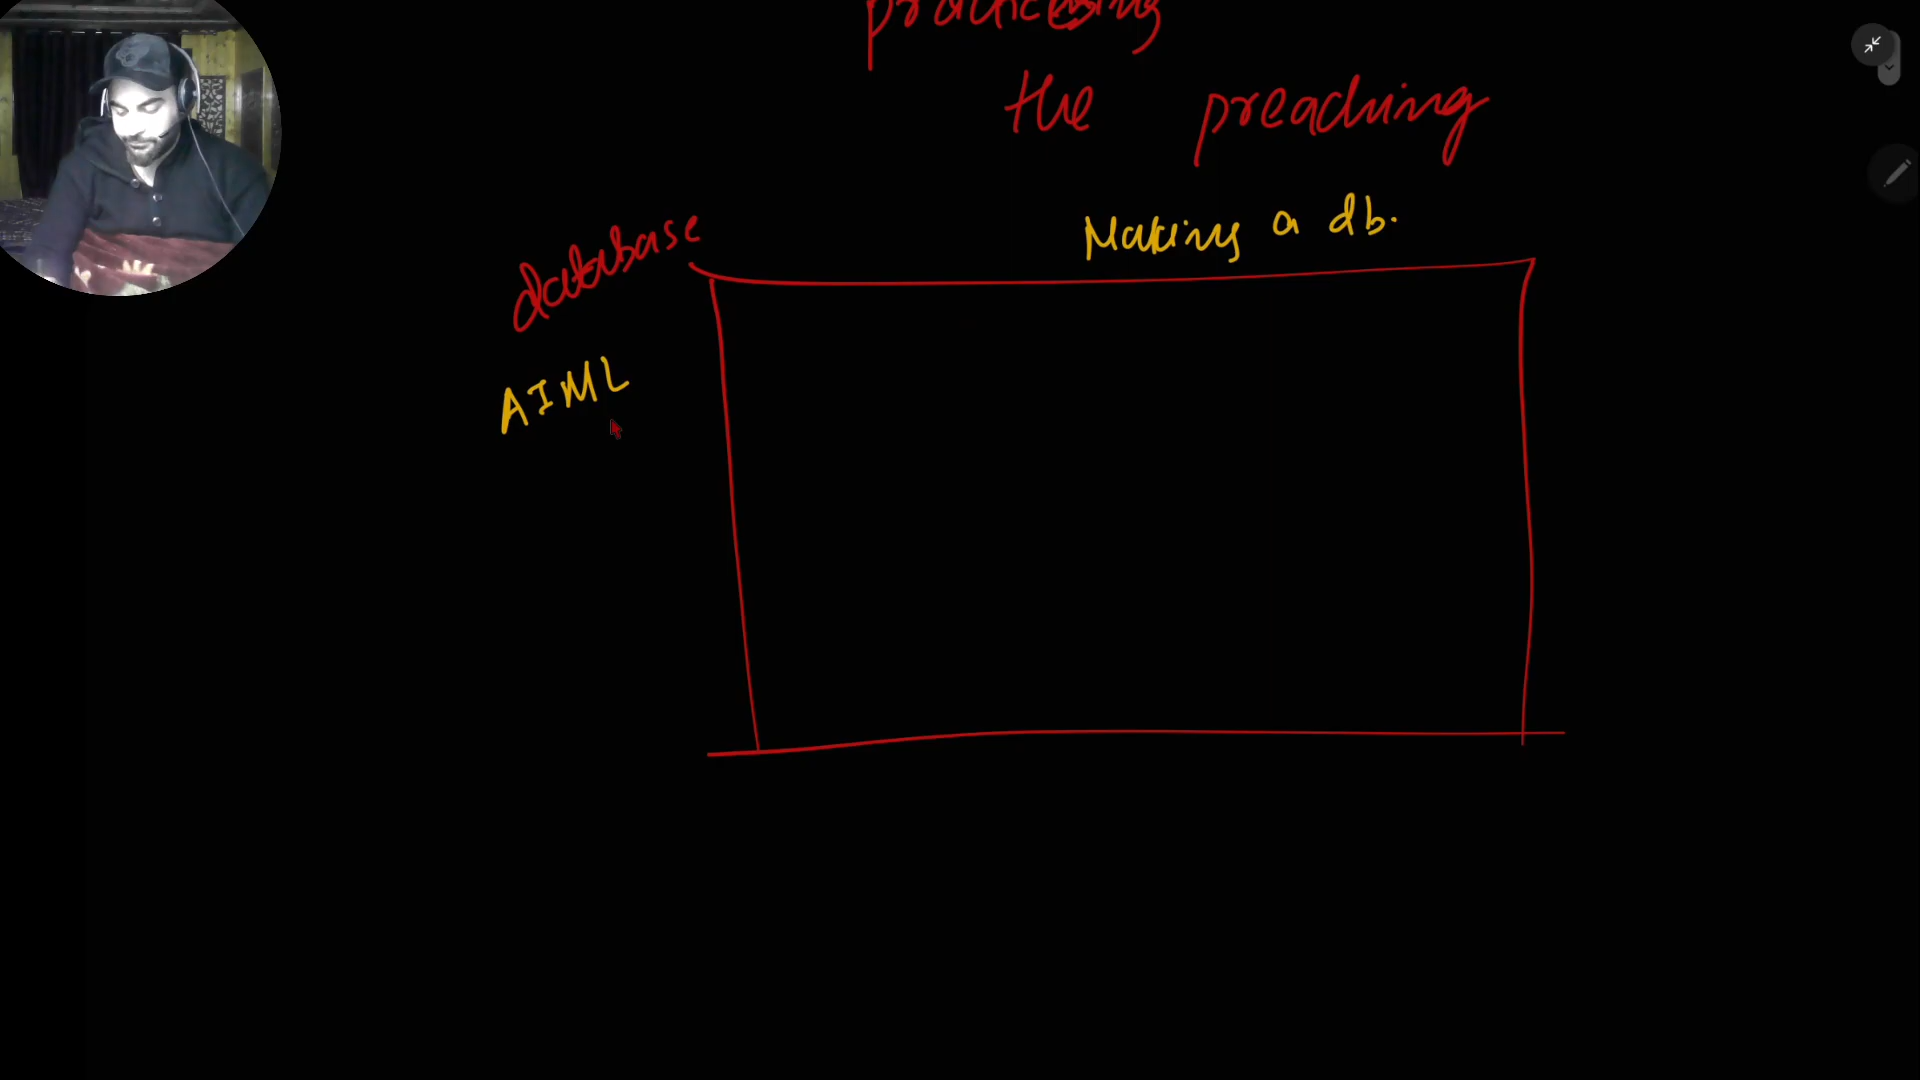 the preaching
Making a db.
database
AIML